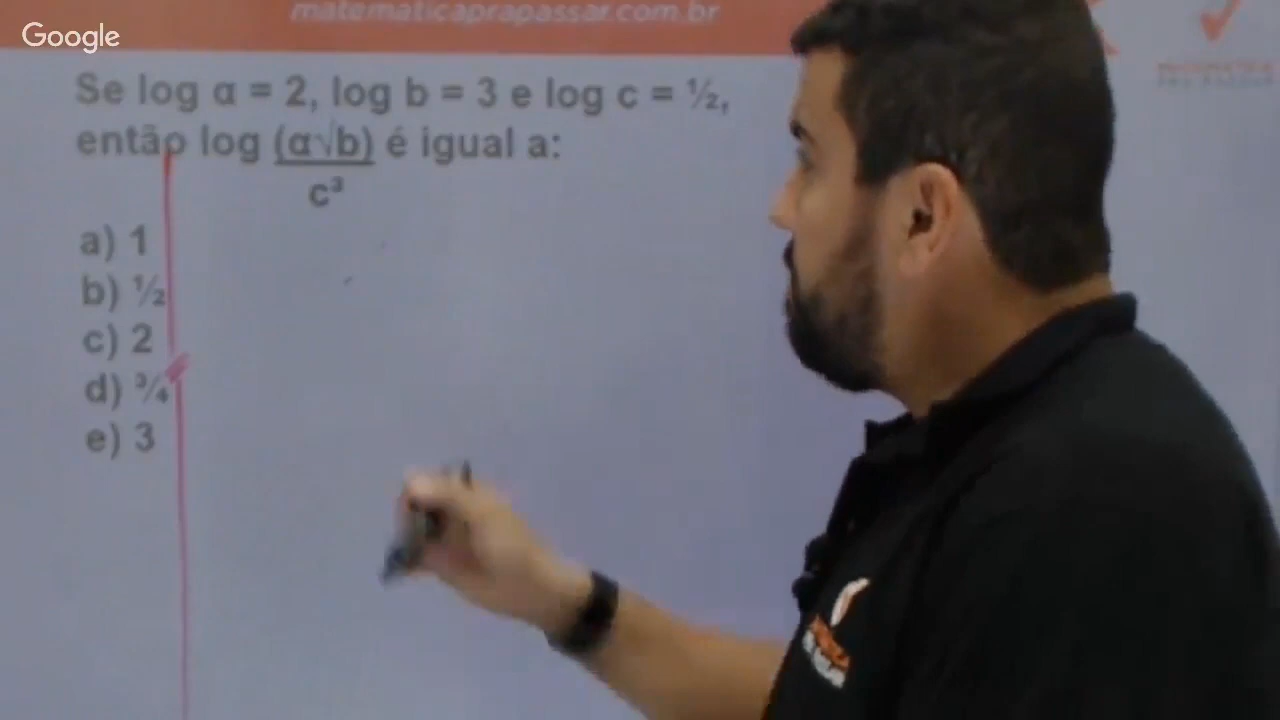 matematicaprapassar.com.br
Google
Se log a = 2, log b = 3 e log c = ½,
então log (a√b) é igual a:
c³
a) 1
b) ½
c) 2
d) ¾
e) 3